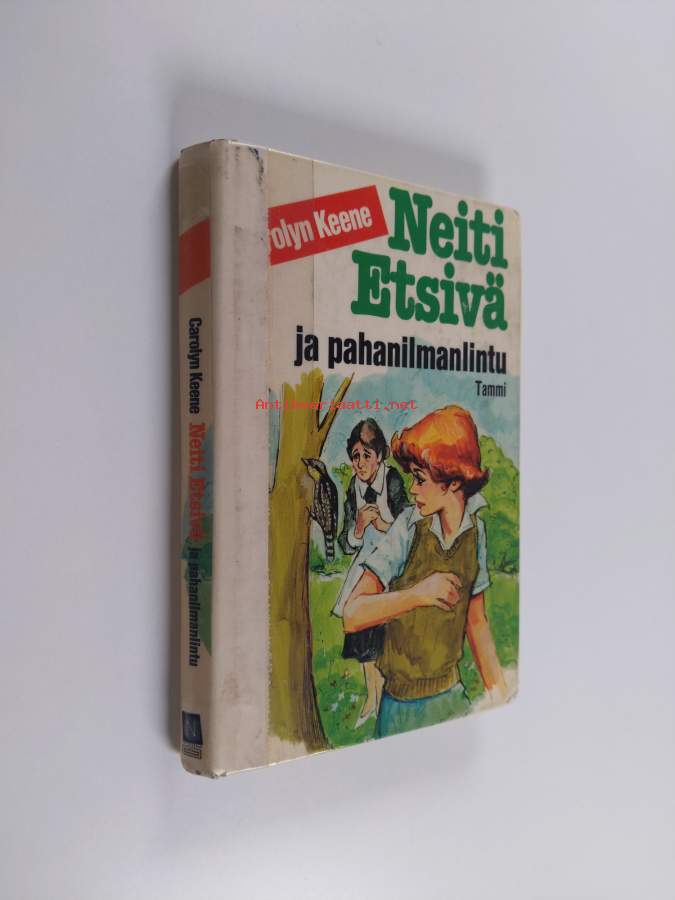 rolyn Keene
Neiti
Etsivä
ja pahanilmanlintu
Tammi
Antikvariaatti.net
Carolyn Keene Neiti Etsivä ja pahanilmanlintu
N